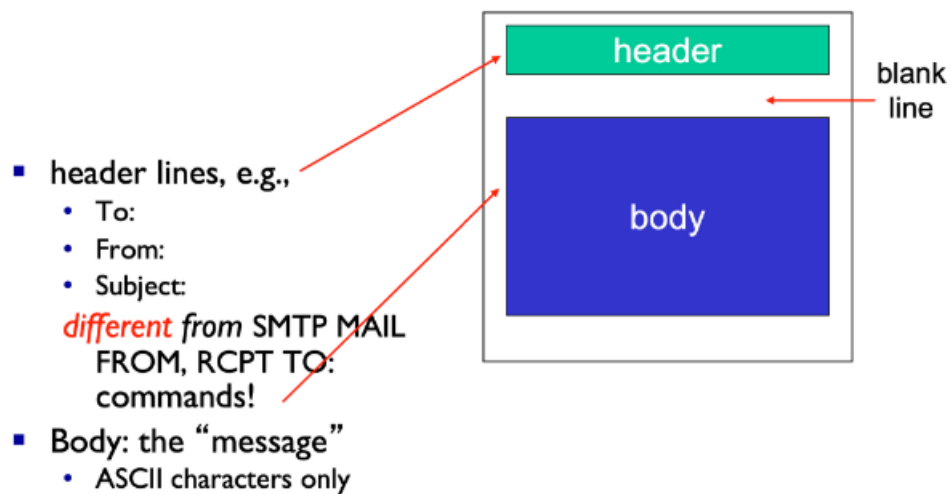 header
blank
line
body
▪ header lines, e.g.,
• To:
• From:
• Subject:
different from SMTP MAIL
FROM, RCPT TO:
commands!
▪ Body: the “message”
• ASCII characters only